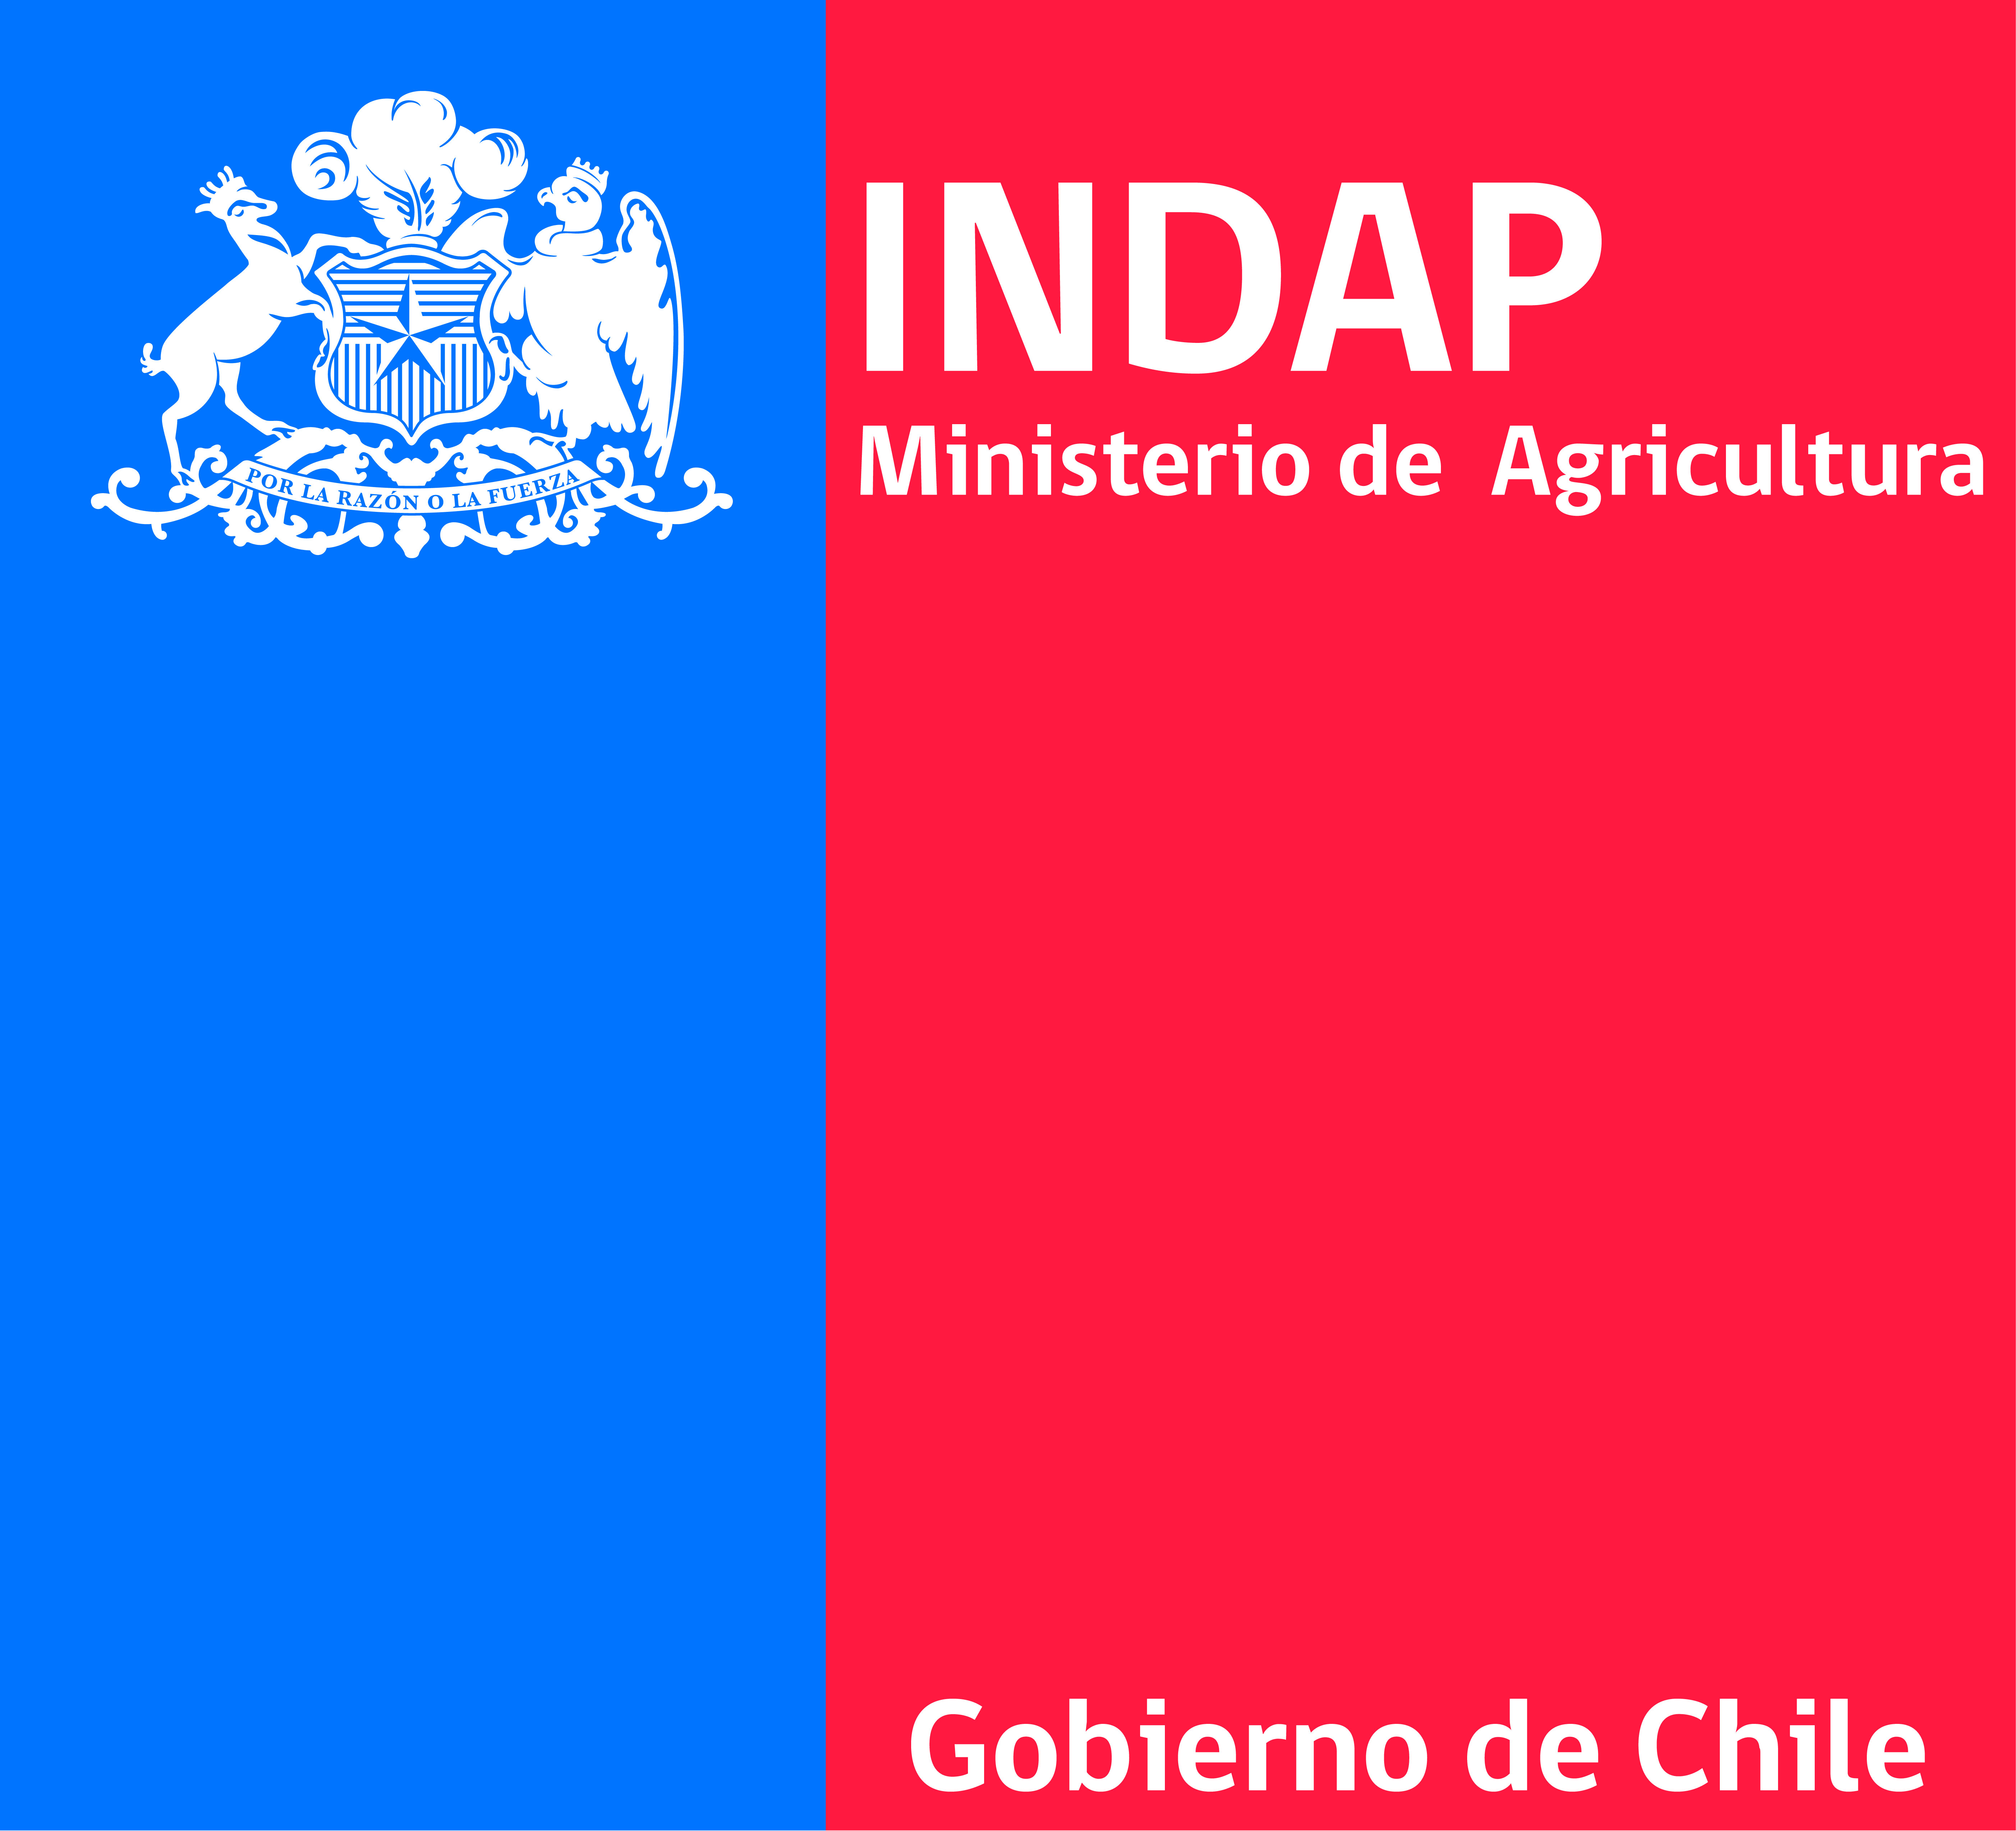 POR LA RAZÓN O LA FUERZA
INDAP
Ministerio de Agricultura
Gobierno de Chile